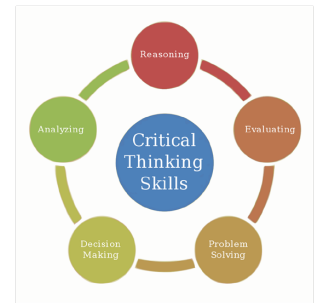 Reasoning
Evaluating
Problem
Solving
Decision
Making
Analyzing
Critical
Thinking
Skills